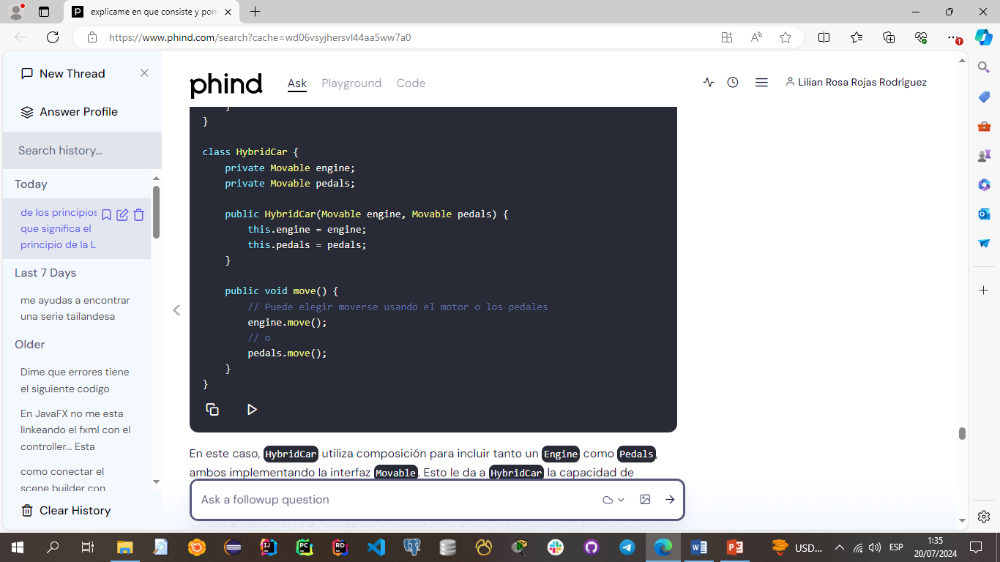 explicame en que consiste y pon
https://www.phind.com/search?cache=wd06vsyjhersvl44aa5ww7a0
New Thread
Answer Profile
Search history...
Today
de los principios
que significa el
principio de la L
Last 7 Days
me ayudas a encontrar
una serie tailandesa
Older
Dime que errores tiene
el siguiente codigo
En JavaFX no me esta
linkeando el fxml con el
controller... Esta
como conectar el
scene builder con
Clear History
phind
Ask
Playground
Code
Lilian Rosa Rojas Rodríguez
}
}
class HybridCar {
private Movable engine;
private Movable pedals;
public HybridCar(Movable engine, Movable pedals) {
this.engine = engine;
this.pedals = pedals;
}
public void move() {
// Puede elegir moverse usando el motor o los pedales
engine.move();
// o
pedals.move();
}
}
En este caso, HybridCar utiliza composición para incluir tanto un Engine como Pedals,
ambos implementando la interfaz Movable. Esto le da a HybridCar la capacidad de
Ask a followup question
USD...
ESP
1:35
20/07/2024